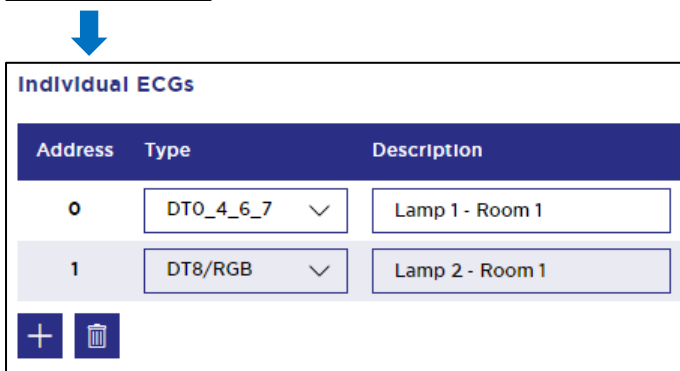 Individual ECGs
Address Type Description
0 DT0_4_6_7 Lamp 1 - Room 1
1 DT8/RGB Lamp 2 - Room 1